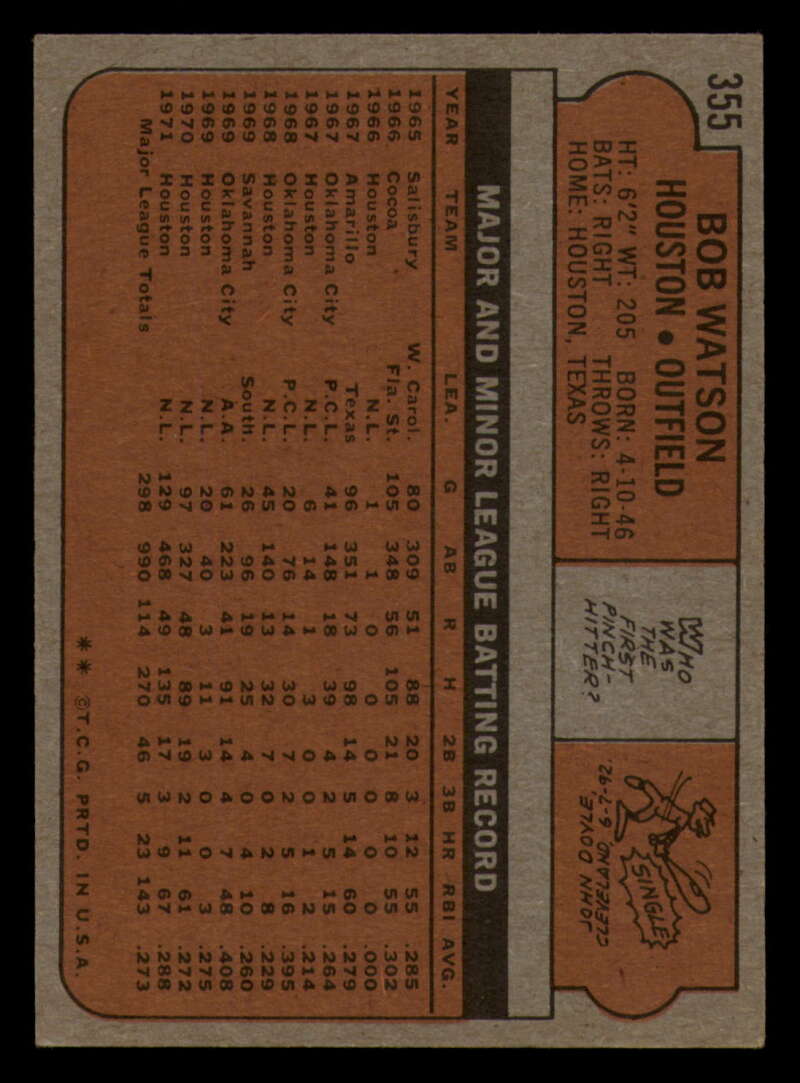 355
BOB WATSON
HOUSTON • OUTFIELD
HT: 6'2" WT: 205 BORN: 4-10-46
BATS: RIGHT THROWS: RIGHT
HOME: HOUSTON, TEXAS
WHO
WAS
THE
FIRST
PINCH-
HITTER?
SINGLE
JOHN DOYLE,
CLEVELAND, 6-7-92.
MAJOR AND MINOR LEAGUE BATTING RECORD
YEAR TEAM LEA. G AB R H 2B 3B HR RBI AVG.
1965 Salisbury W. Carol. 80 309 51 88 20 3 12 55 .285
1966 Cocoa Fla. St. 105 348 56 105 21 8 10 55 .302
1966 Houston N.L. 1 1 0 0 0 0 0 0 .000
1967 Amarillo Texas 96 351 73 98 14 5 14 60 .279
1967 Oklahoma City P.C.L. 41 148 18 39 4 2 5 15 .264
1967 Houston N.L. 6 14 1 3 0 0 1 2 .214
1968 Oklahoma City P.C.L. 20 76 14 30 7 2 5 16 .395
1968 Houston N.L. 45 140 13 32 7 0 2 8 .229
1969 Savannah South. 26 96 19 25 4 0 4 10 .260
1969 Oklahoma City A.A. 61 223 41 91 14 4 7 48 .408
1969 Houston N.L. 20 40 3 11 3 0 0 3 .275
1970 Houston N.L. 97 327 48 89 19 2 11 61 .272
1971 Houston N.L. 129 468 49 135 17 3 9 67 .288
Major League Totals 298 990 114 270 46 5 23 143 .273
** ©T.C.G. PRTD. IN U.S.A.